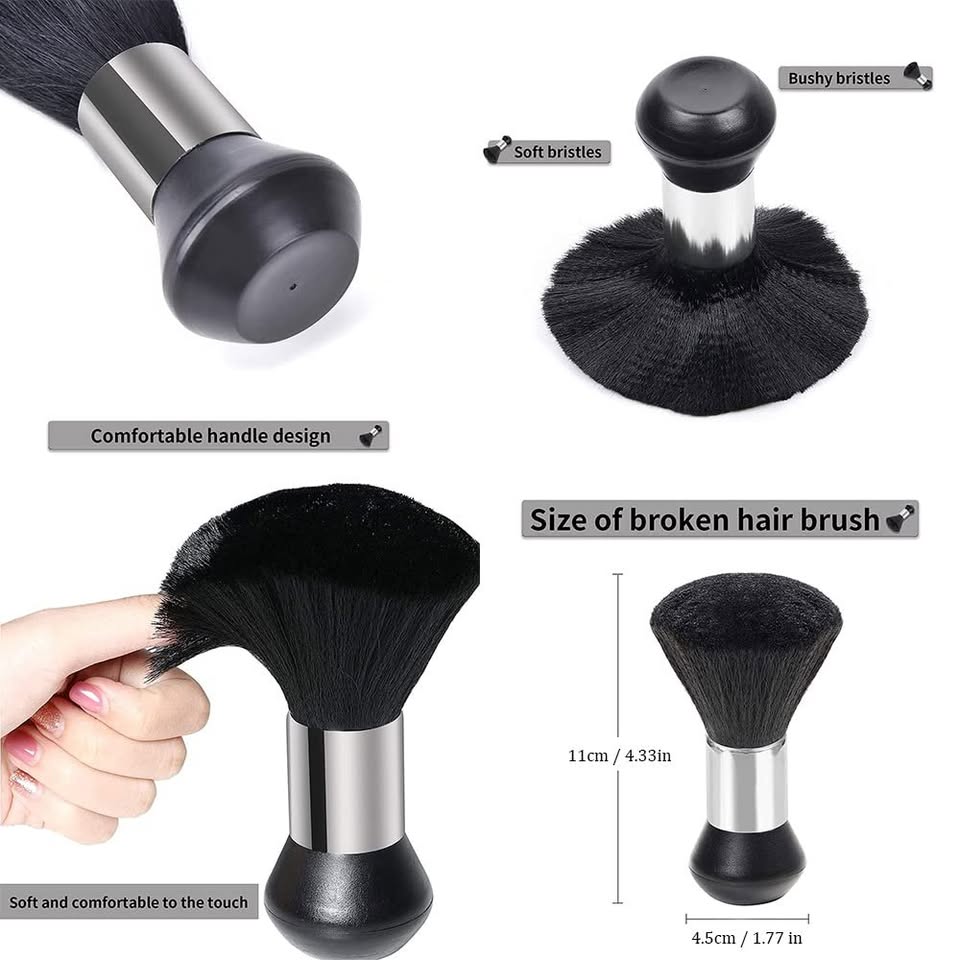 Bushy bristles
Soft bristles
Comfortable handle design
Size of broken hair brush
11cm / 4.33in
Soft and comfortable to the touch
4.5cm / 1.77 in